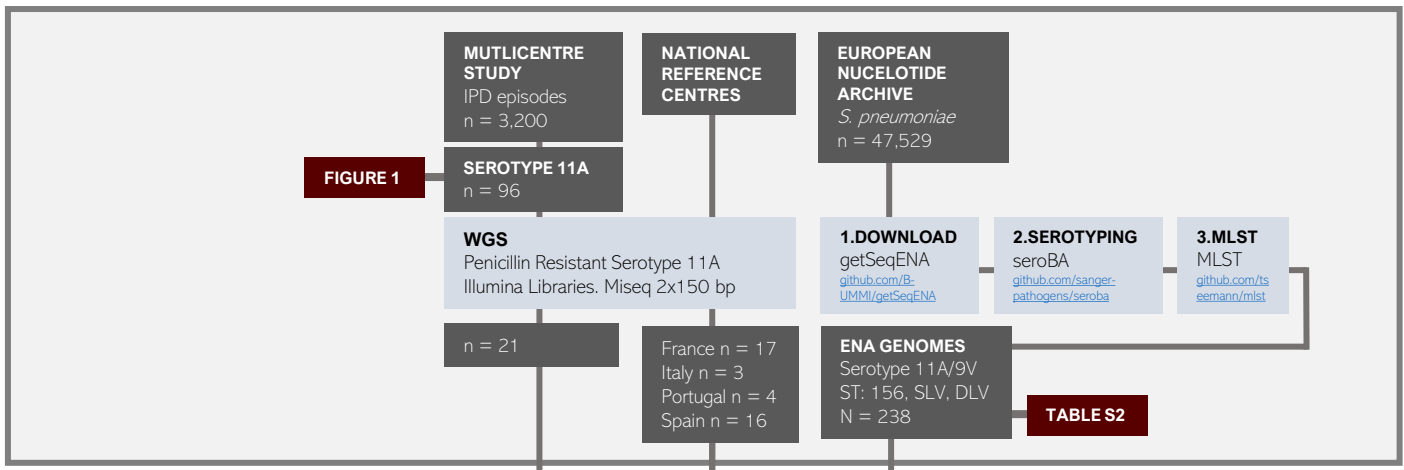 MUTLICENTRE
STUDY
IPD episodes
n = 3,200
NATIONAL
REFERENCE
CENTRES
EUROPEAN
NUCELOTIDE
ARCHIVE
S. pneumoniae
n = 47,529
FIGURE 1
SEROTYPE 11A
n = 96
WGS
Penicillin Resistant Serotype 11A
Illumina Libraries. Miseq 2x150 bp
1.DOWNLOAD
getSeqENA
github.com/B-
UMMI/getSeqENA
2.SEROTYPING
seroBA
github.com/sanger-
pathogens/seroba
3.MLST
MLST
github.com/ts
eemann/mlst
n = 21
France n = 17
Italy n = 3
Portugal n = 4
Spain n = 16
ENA GENOMES
Serotype 11A/9V
ST: 156, SLV, DLV
N = 238
TABLE S2